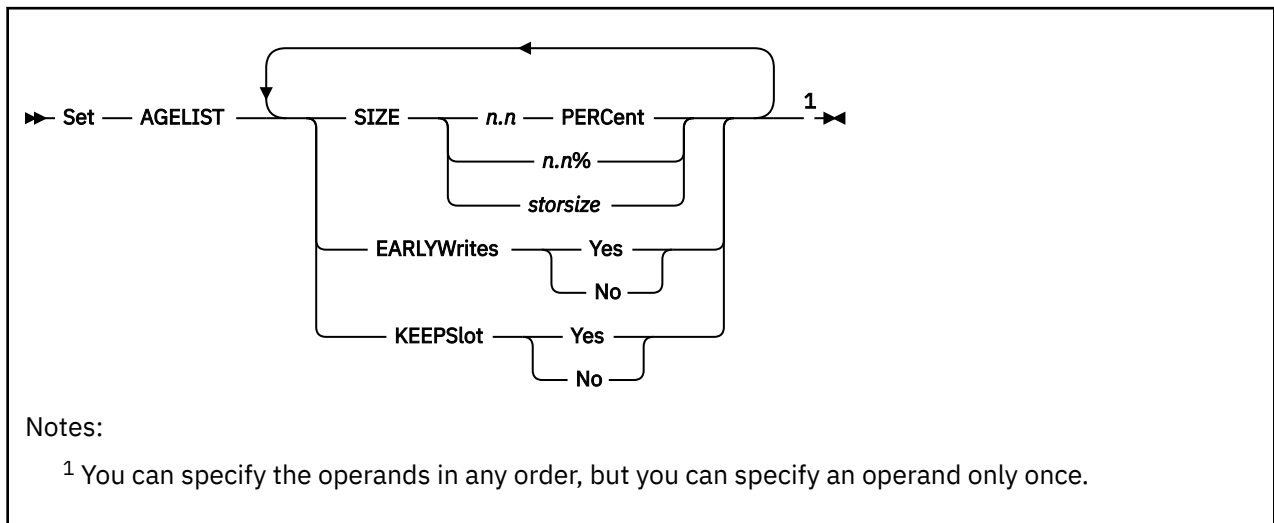 1
Set AGELIST SIZE n.n PERCent
n.n%
storsize
EARLYWrites Yes
No
KEEPSlot Yes
No
Notes:
1 You can specify the operands in any order, but you can specify an operand only once.